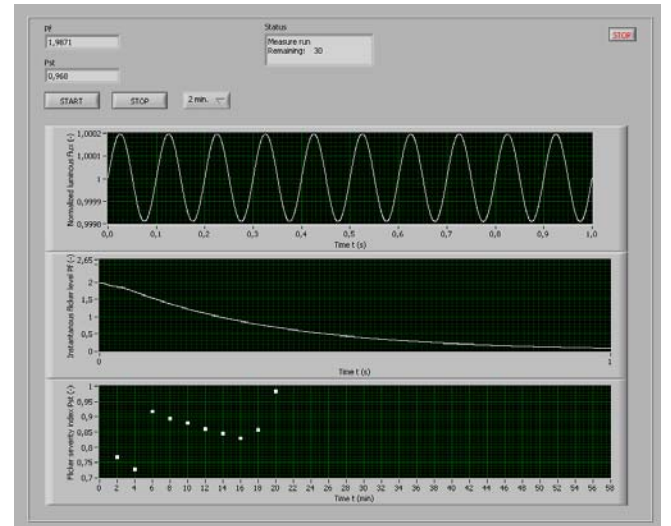 Pf
1,9871
Pst
0,968
Status
Measure run
Remaining: 30
STOP
START
STOP
2 min.
Normalized luminous flux (-)
1,0002
1,0001
1
0,9999
0,9998
0,0 0,1 0,2 0,3 0,4 0,5 0,6 0,7 0,8 0,9 1,0
Time t (s)
Instantanous flicker level Pf (-)
2,65
2
1,5
1
0,5
0
0 1
Time t (s)
Flicker severity index Pst (-)
1
0,95
0,9
0,85
0,8
0,75
0,7
0 2 4 6 8 10 12 14 16 18 20 22 24 26 28 30 32 34 36 38 40 42 44 46 48 50 52 54 56 58
Time t (min)